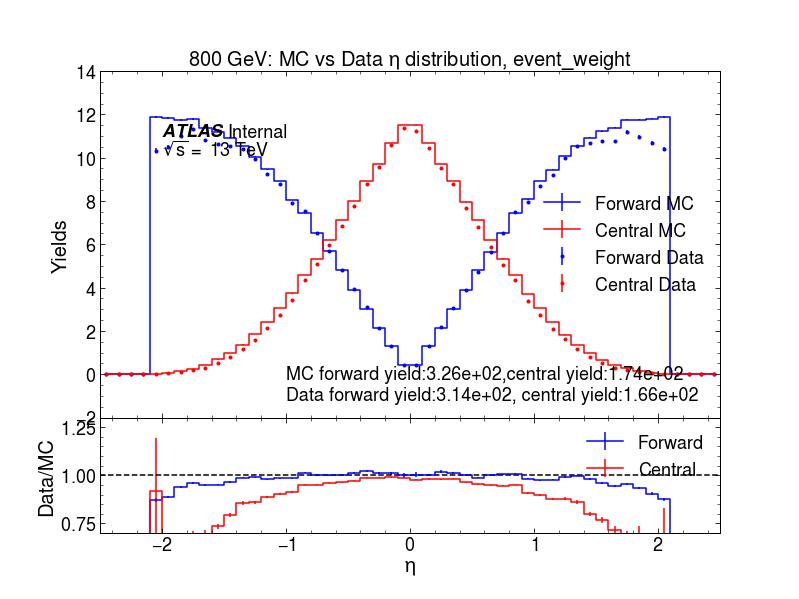 800 GeV: MC vs Data η distribution, event_weight
14
12
10
8
6
4
2
0
−2
Yields
ATLAS Internal
√s = 13 TeV
Forward MC
Central MC
Forward Data
Central Data
MC forward yield:3.26e+02,central yield:1.74e+02
Data forward yield:3.14e+02, central yield:1.66e+02
1.25
1.00
0.75
Data/MC
Forward
Central
−2 −1 0 1 2
η